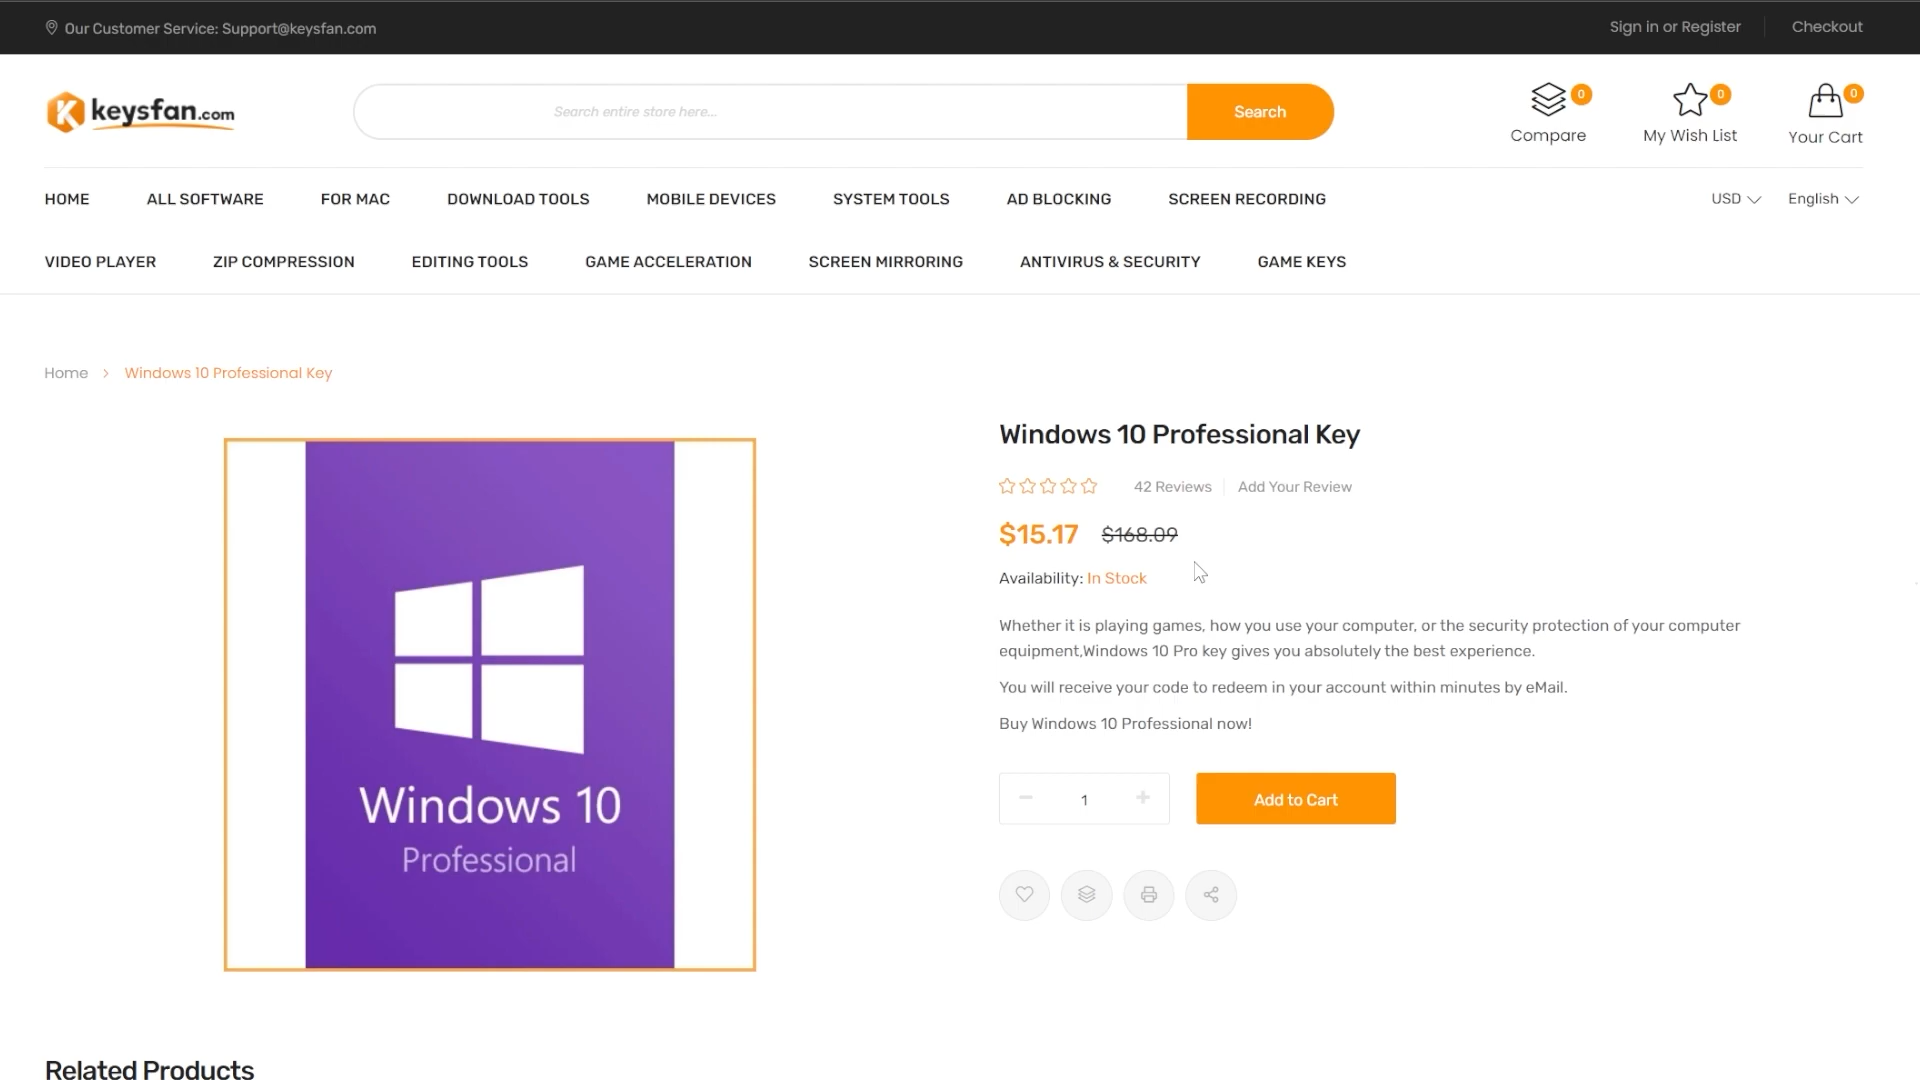 Our Customer Service: Support@keysfan.com
Sign in or Register
Checkout
keysfan.com
Search entire store here...
Search
0
Compare
0
My Wish List
0
Your Cart
HOME
ALL SOFTWARE
FOR MAC
DOWNLOAD TOOLS
MOBILE DEVICES
SYSTEM TOOLS
AD BLOCKING
SCREEN RECORDING
USD
English
VIDEO PLAYER
ZIP COMPRESSION
EDITING TOOLS
GAME ACCELERATION
SCREEN MIRRORING
ANTIVIRUS & SECURITY
GAME KEYS
Home > Windows 10 Professional Key
Windows 10
Professional
Windows 10 Professional Key
42 Reviews
Add Your Review
$15.17 $168.09
Availability: In Stock
Whether it is playing games, how you use your computer, or the security protection of your computer
equipment,Windows 10 Pro key gives you absolutely the best experience.
You will receive your code to redeem in your account within minutes by eMail.
Buy Windows 10 Professional now!
1
Add to Cart
Related Products